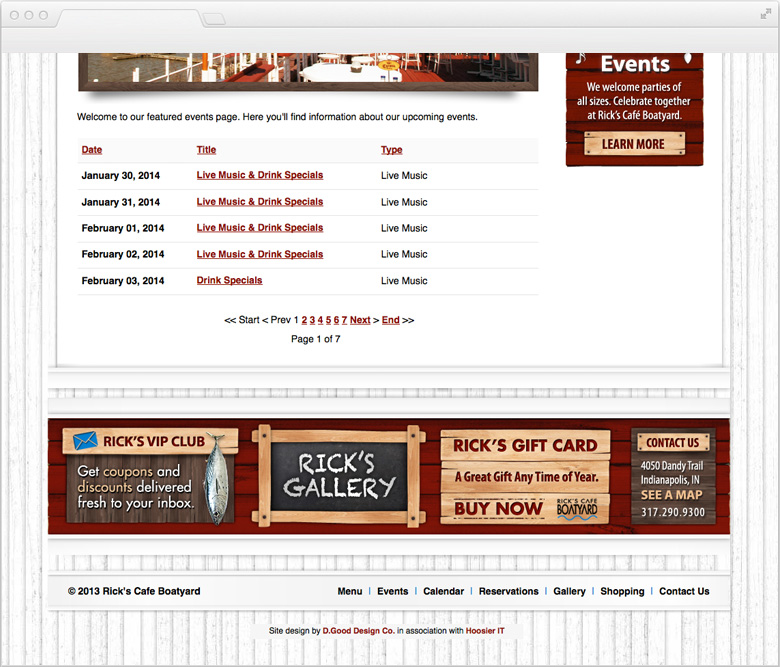 Events
We welcome parties of
all sizes. Celebrate together
at Rick's Café Boatyard.
LEARN MORE
Welcome to our featured events page. Here you'll find information about our upcoming events.
Date Title Type
January 30, 2014 Live Music & Drink Specials Live Music
January 31, 2014 Live Music & Drink Specials Live Music
February 01, 2014 Live Music & Drink Specials Live Music
February 02, 2014 Live Music & Drink Specials Live Music
February 03, 2014 Drink Specials Live Music
<< Start < Prev 1 2 3 4 5 6 7 Next > End >>
Page 1 of 7
RICK'S VIP CLUB
Get coupons and
discounts delivered
fresh to your inbox.
RICK'S
GALLERY
RICK'S GIFT CARD
A Great Gift Any Time of Year.
BUY NOW
RICK'S CAFE
BOATYARD
CONTACT US
4050 Dandy Trail
Indianapolis, IN
SEE A MAP
317.290.9300
© 2013 Rick's Cafe Boatyard
Menu | Events | Calendar | Reservations | Gallery | Shopping | Contact Us
Site design by D.Good Design Co. in association with Hoosier IT